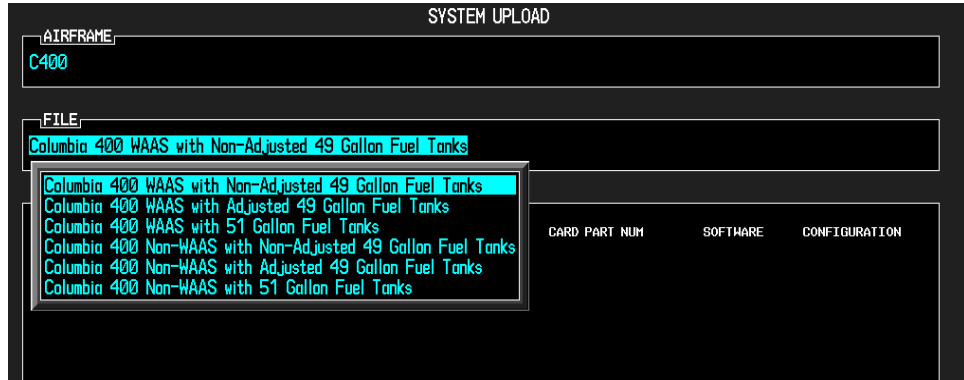 SYSTEM UPLOAD
AIRFRAME
C400
FILE
Columbia 400 WAAS with Non-Adjusted 49 Gallon Fuel Tanks
Columbia 400 WAAS with Non-Adjusted 49 Gallon Fuel Tanks
Columbia 400 WAAS with Adjusted 49 Gallon Fuel Tanks
Columbia 400 WAAS with 51 Gallon Fuel Tanks
Columbia 400 Non-WAAS with Non-Adjusted 49 Gallon Fuel Tanks
Columbia 400 Non-WAAS with Adjusted 49 Gallon Fuel Tanks
Columbia 400 Non-WAAS with 51 Gallon Fuel Tanks
CARD PART NUM SOFTWARE CONFIGURATION